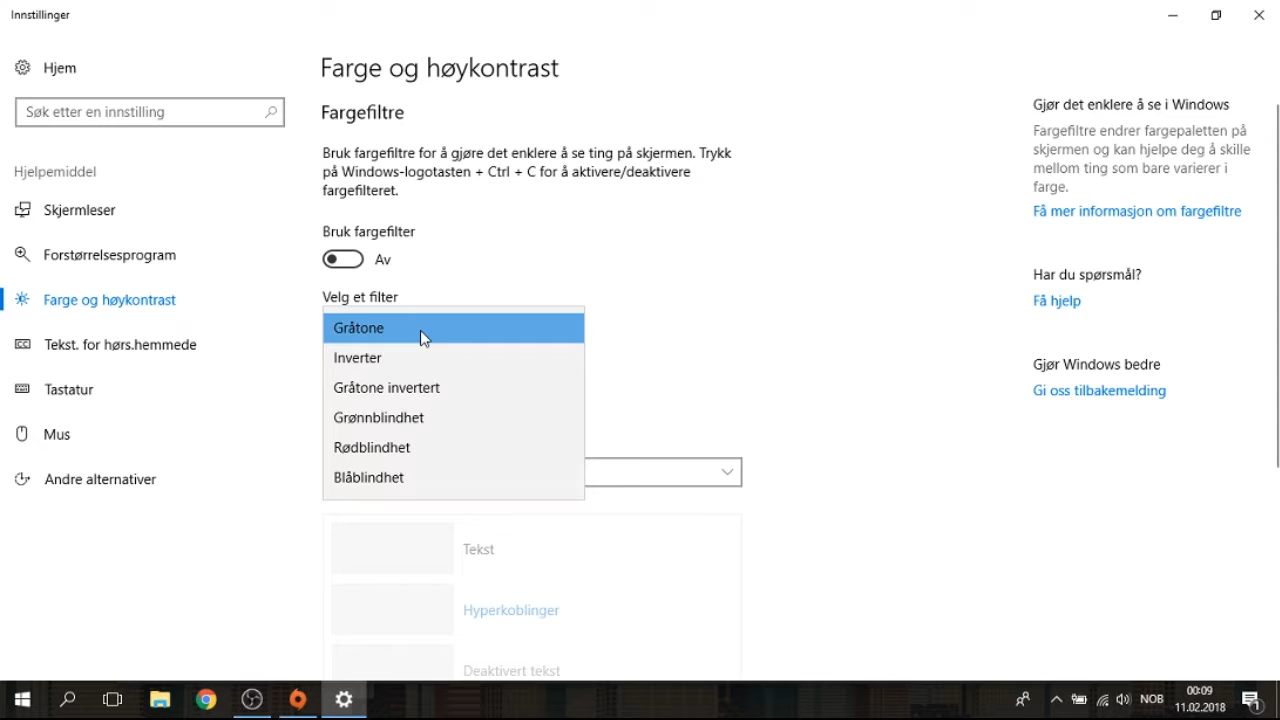 Innstillinger
Hjem
Søk etter en innstilling
Hjelpemiddel
Skjermleser
Forstørrelsesprogram
Farge og høykontrast
Tekst. for hørs.hemmede
Tastatur
Mus
Andre alternativer
Farge og høykontrast
Fargefiltre
Bruk fargefiltre for å gjøre det enklere å se ting på skjermen. Trykk
på Windows-logotasten + Ctrl + C for å aktivere/deaktivere
fargefilteret.
Bruk fargefilter
Av
Velg et filter
Gråtone
Inverter
Gråtone invertert
Grønnblindhet
Rødblindhet
Blåblindhet
Tekst
Hyperkoblinger
Deaktivert tekst
Gjør det enklere å se i Windows
Fargefiltre endrer fargepaletten på
skjermen og kan hjelpe deg å skille
mellom ting som bare varierer i
farge.
Få mer informasjon om fargefiltre
Har du spørsmål?
Få hjelp
Gjør Windows bedre
Gi oss tilbakemelding
NOB
00:09
11.02.2018
1